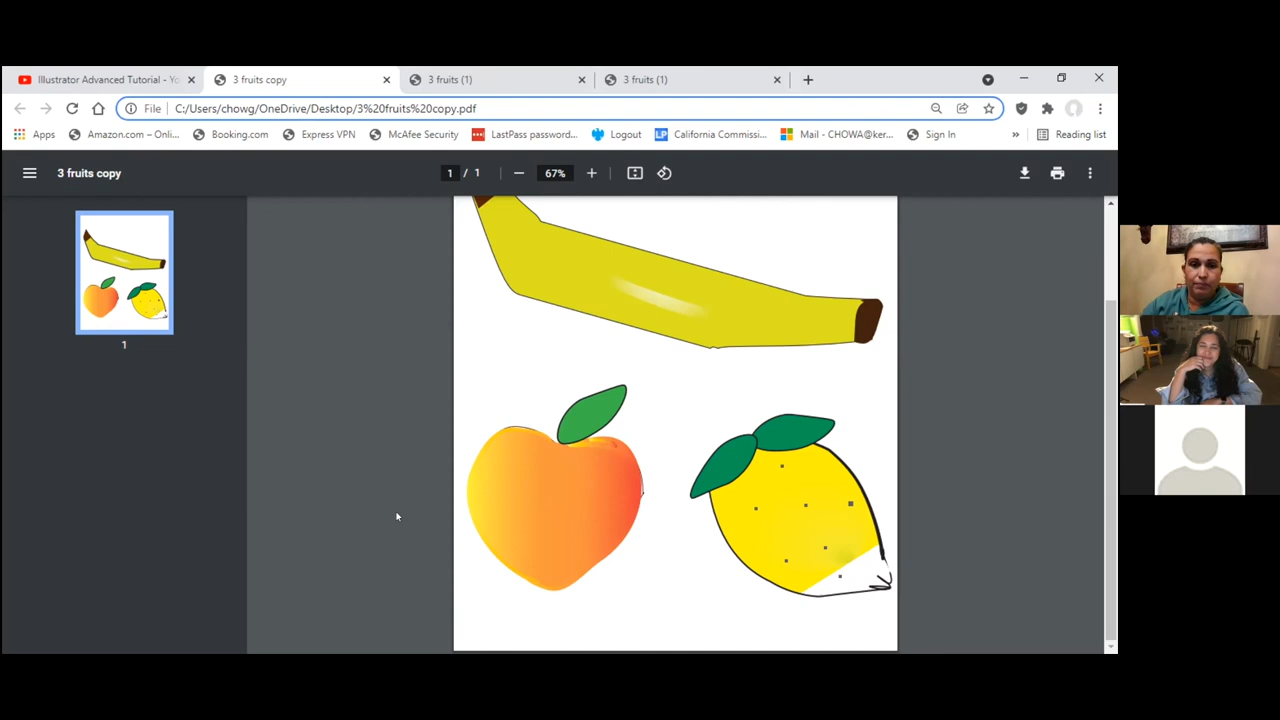 Illustrator Advanced Tutorial - Yo
3 fruits copy
3 fruits (1)
3 fruits (1)
File
C:/Users/chowg/OneDrive/Desktop/3%20fruits%20copy.pdf
Apps
Amazon.com – Onli...
Booking.com
Express VPN
McAfee Security
LastPass password...
Logout
LP
California Commissi...
Mail - CHOWA@ker...
Sign In
»
Reading list
3 fruits copy
1 / 1
67%
1